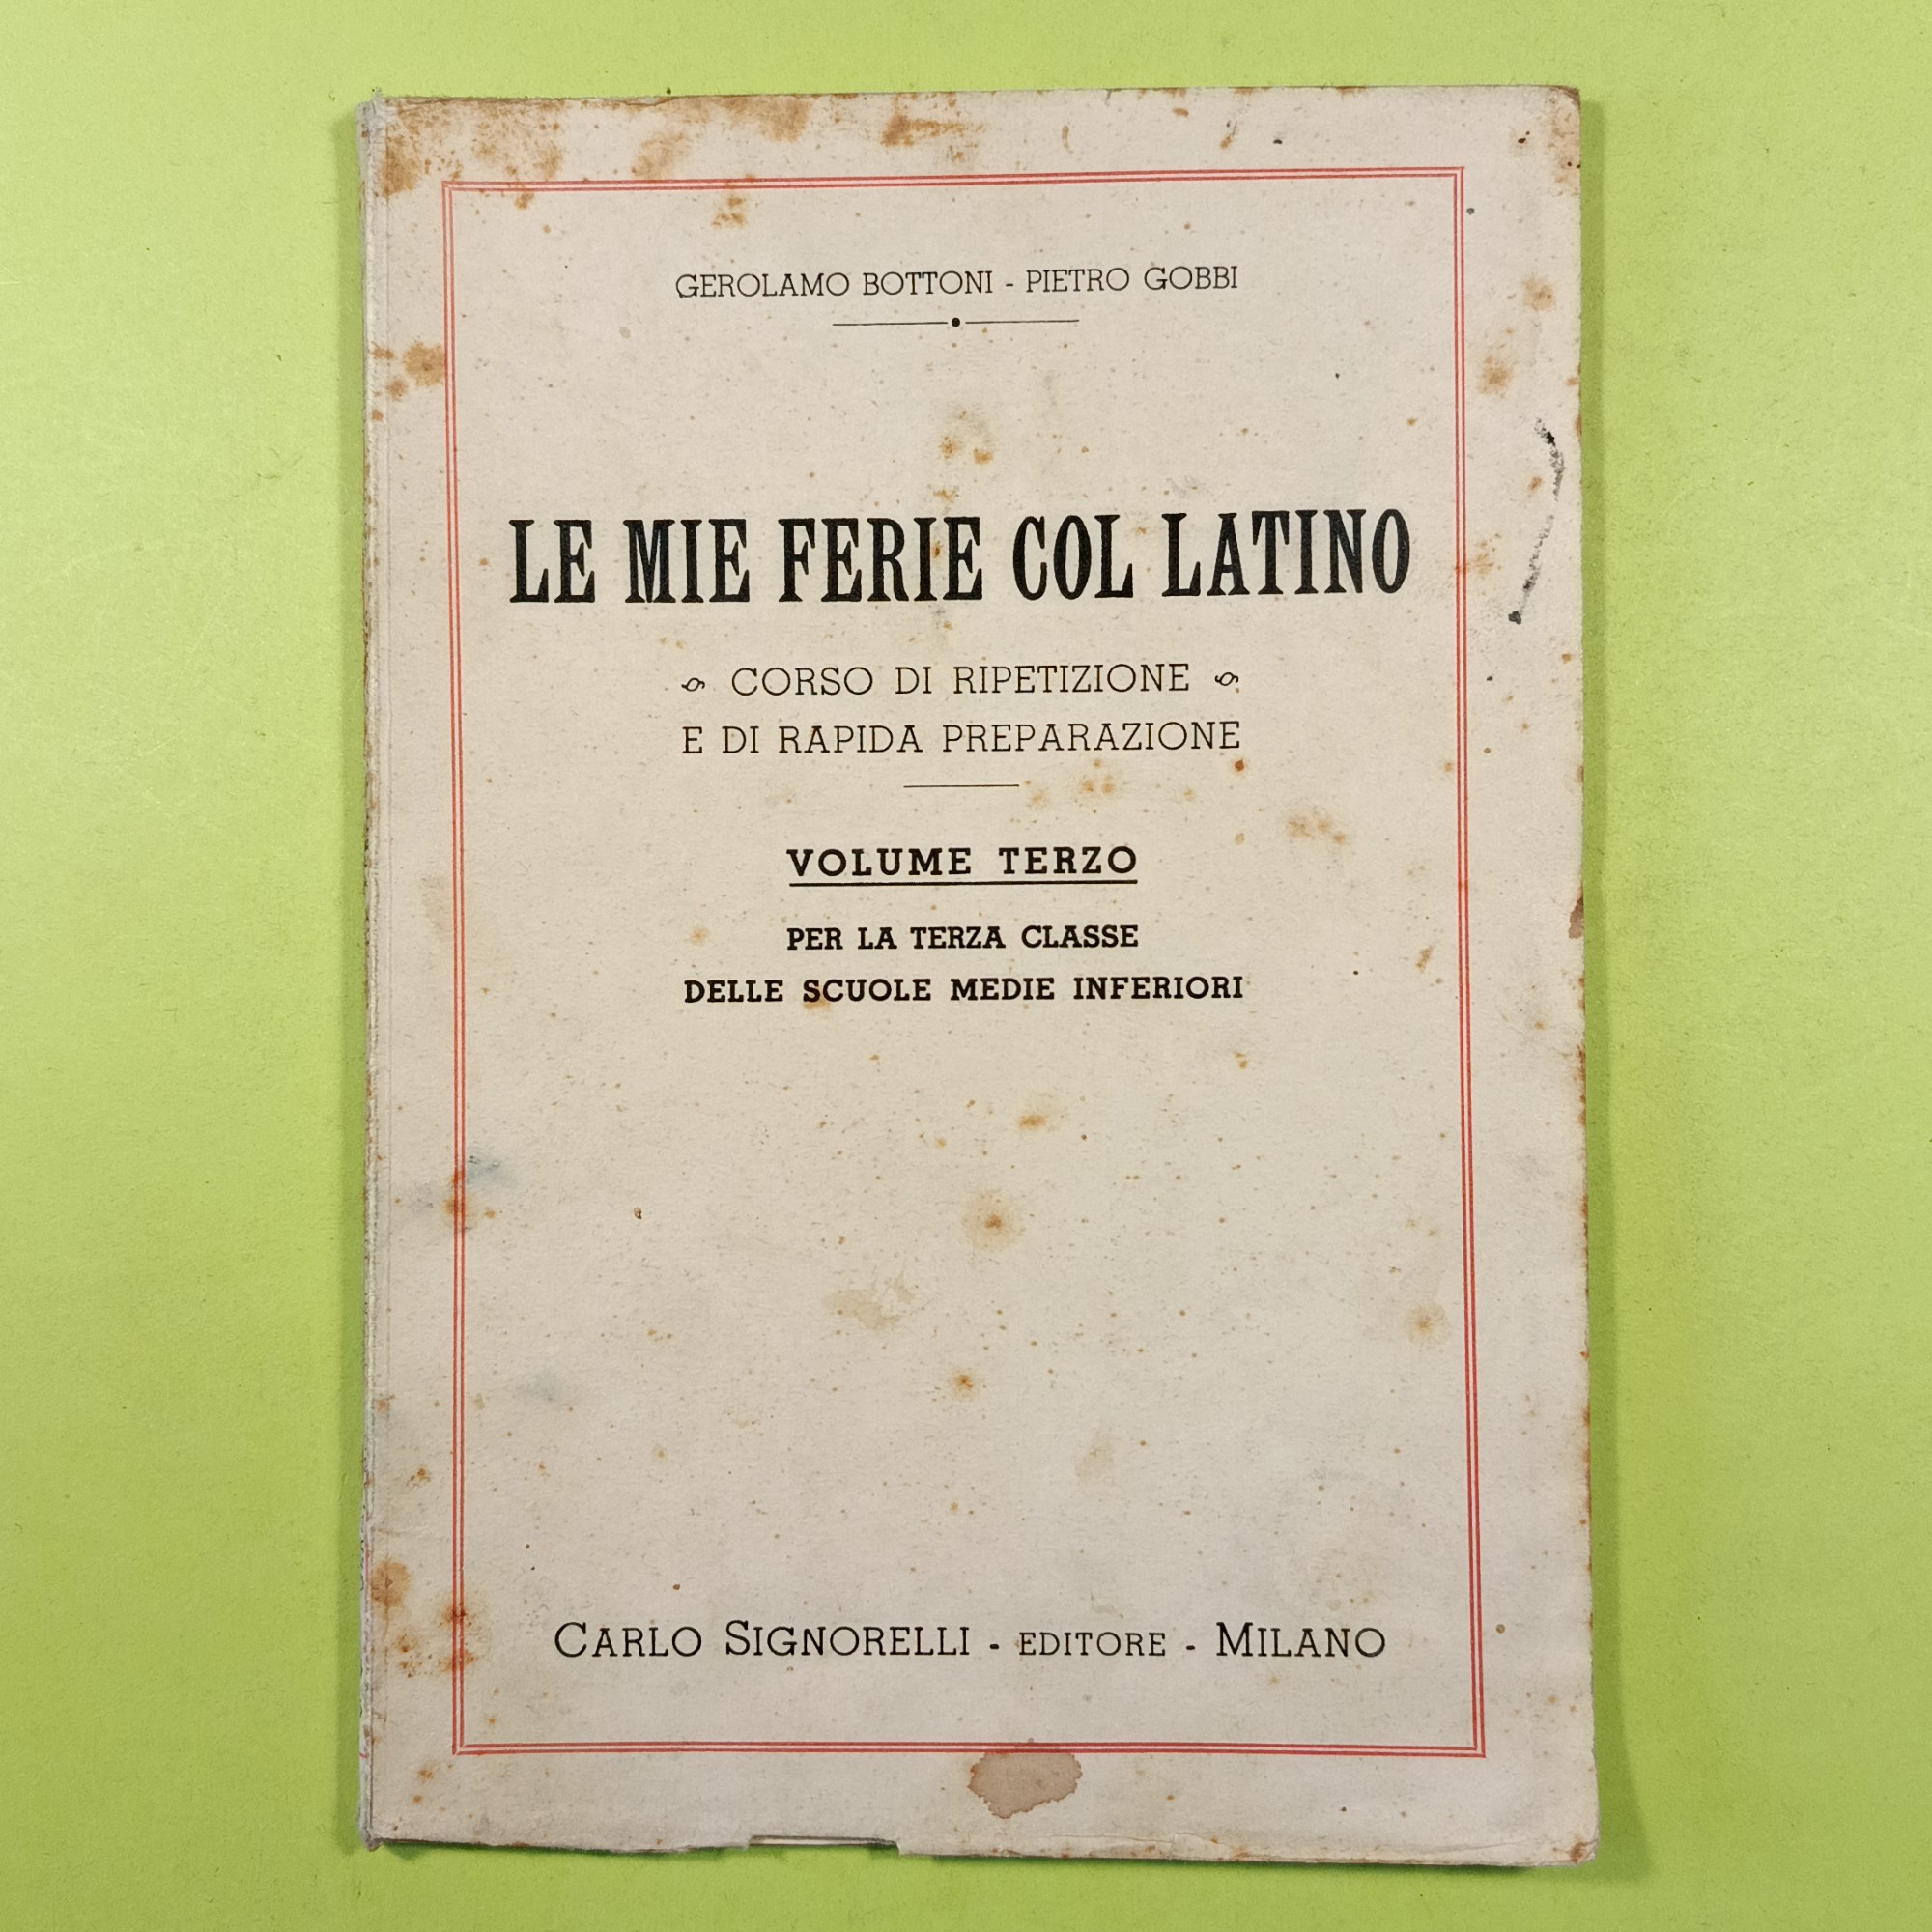 GEROLAMO BOTTONI - PIETRO GOBBI
LE MIE FERIE COL LATINO
CORSO DI RIPETIZIONE
E DI RAPIDA PREPARAZIONE
VOLUME TERZO
PER LA TERZA CLASSE
DELLE SCUOLE MEDIE INFERIORI
CARLO SIGNORELLI - EDITORE - MILANO